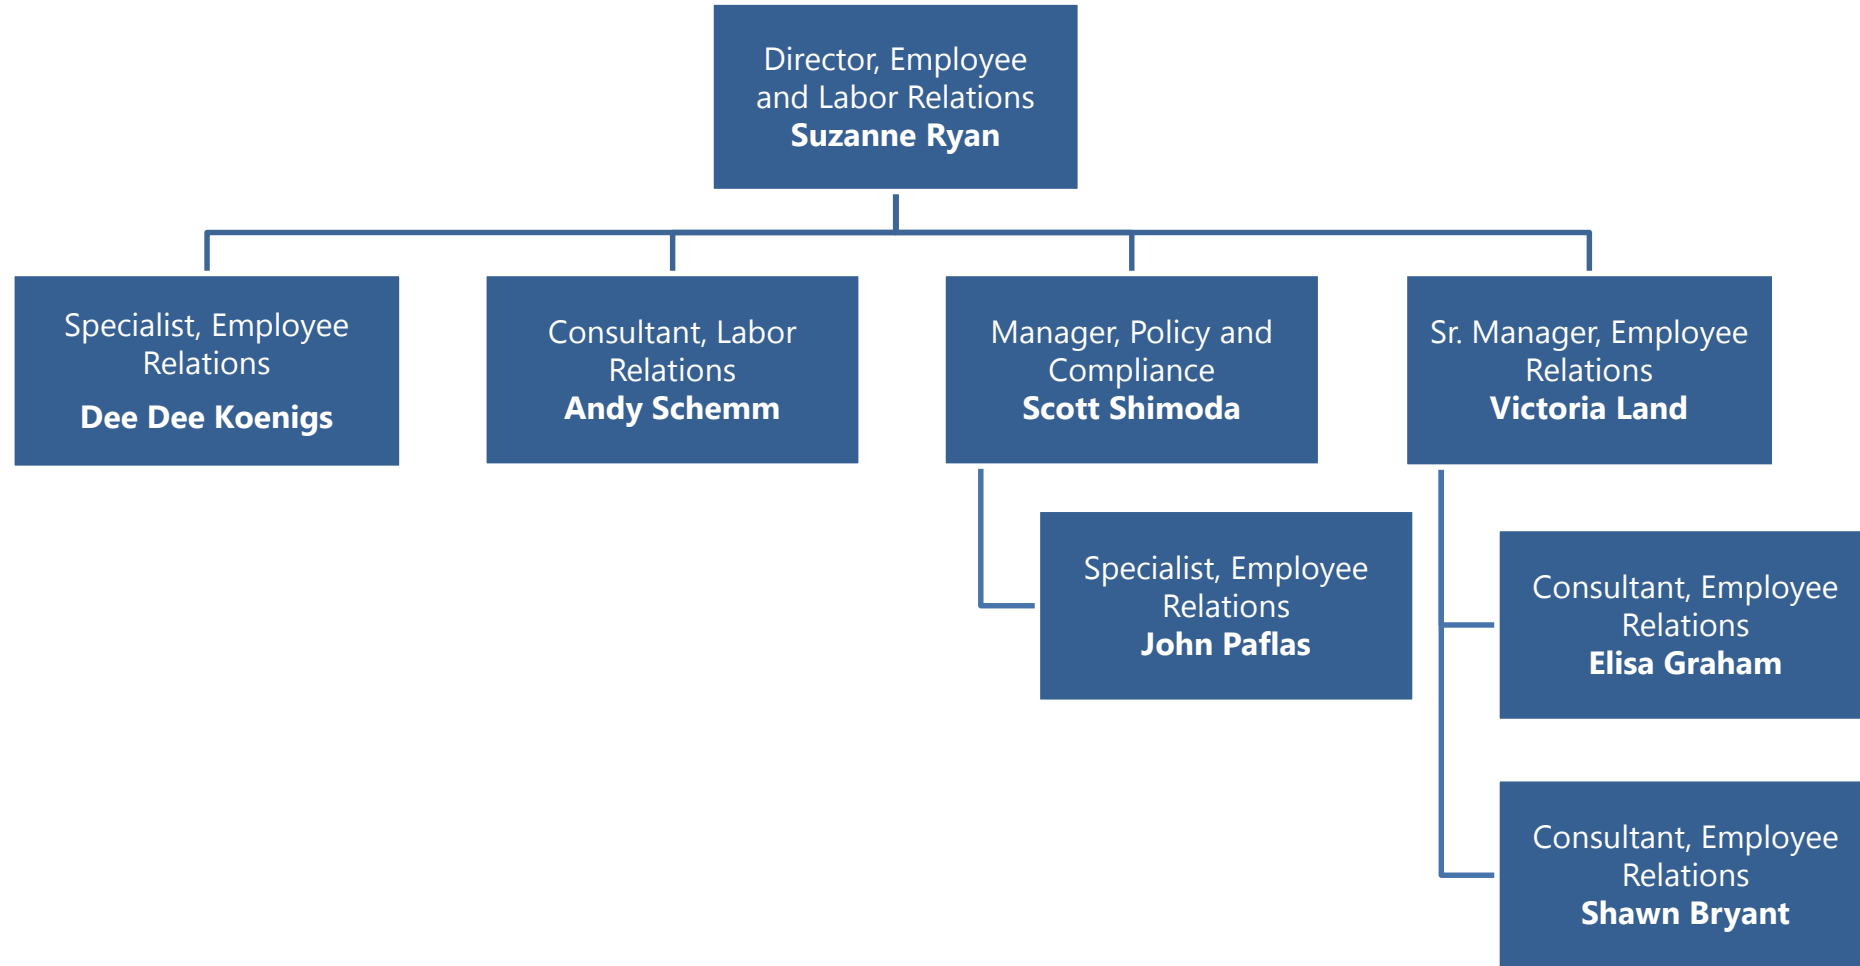 Director, Employee
and Labor Relations
Suzanne Ryan
Specialist, Employee
Relations
Dee Dee Koenigs
Consultant, Labor
Relations
Andy Schemm
Manager, Policy and
Compliance
Scott Shimoda
Sr. Manager, Employee
Relations
Victoria Land
Specialist, Employee
Relations
John Paflas
Consultant, Employee
Relations
Elisa Graham
Consultant, Employee
Relations
Shawn Bryant